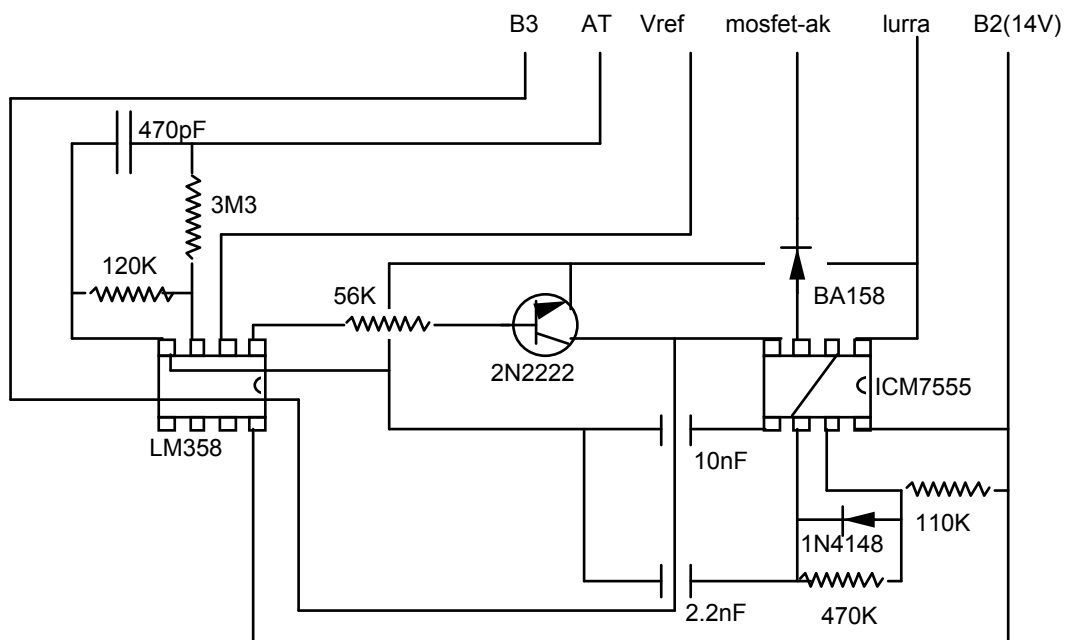 B3 AT Vref mosfet-ak lurra B2(14V)
470pF
3M3
120K
56K
BA158
2N2222
ICM7555
LM358
10nF
110K
1N4148
2.2nF
470K